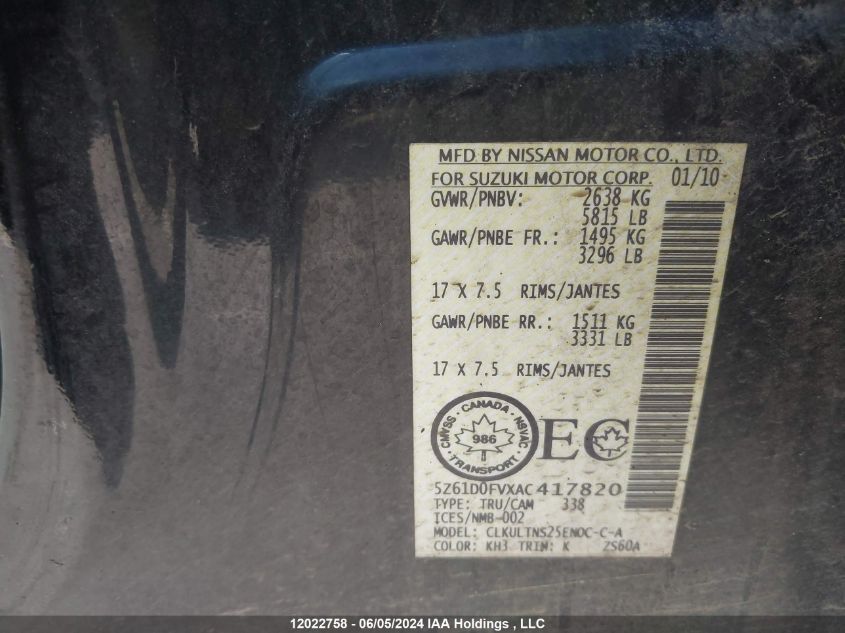 MFD BY NISSAN MOTOR CO., LTD.
FOR SUZUKI MOTOR CORP. 01/10
GVWR/PNBV: 2638 KG
5815 LB
GAWR/PNBE FR.: 1495 KG
3296 LB
17 X 7.5 RIMS/JANTES
GAWR/PNBE RR.: 1511 KG
3331 LB
17 X 7.5 RIMS/JANTES
CMVSS · CANADA · NSVAC
986
· TRANSPORT ·
EC
5Z61D0FVXAC417820
TYPE: TRU/CAM 338
ICES/NMB-002
MODEL: CLKULTNS25ENOC-C-A
COLOR: KH3 TRIM: K ZS60A
12022758 - 06/05/2024 IAA Holdings , LLC